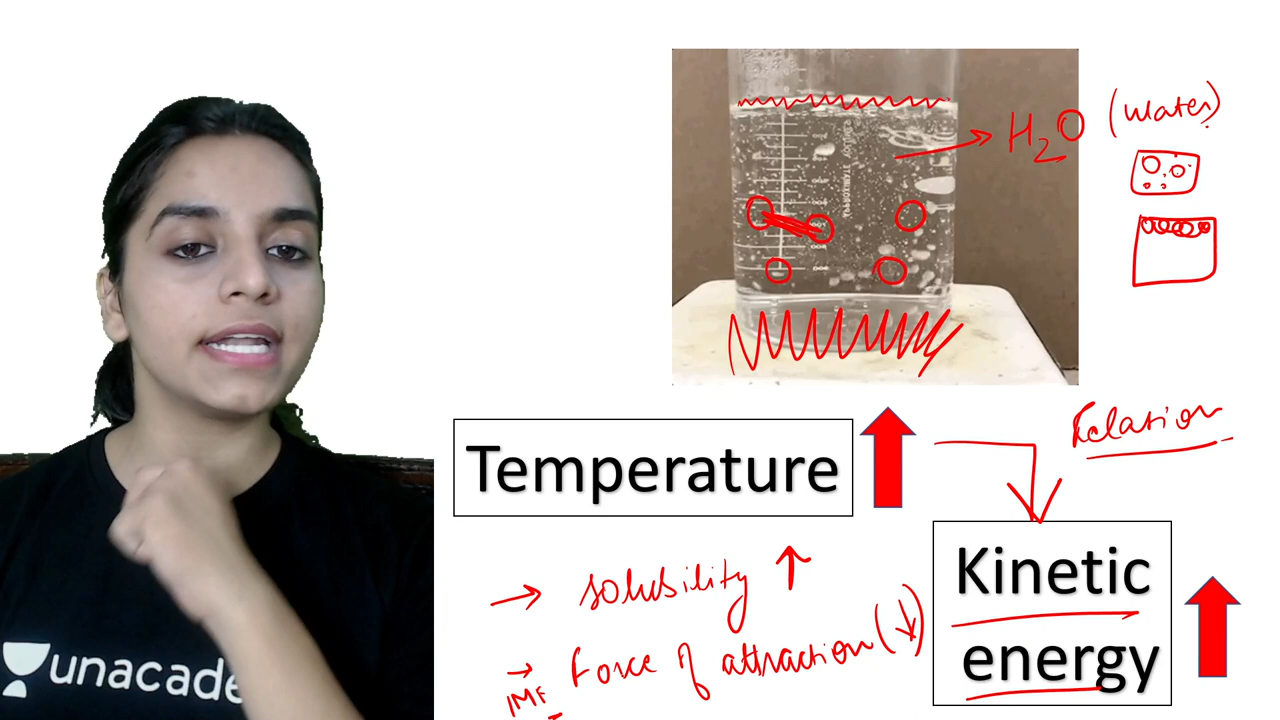 H₂O (water)
Relation
Temperature
Kinetic
energy
→ solubility ↑
→ Force of attraction (↓)
IMF
unacade